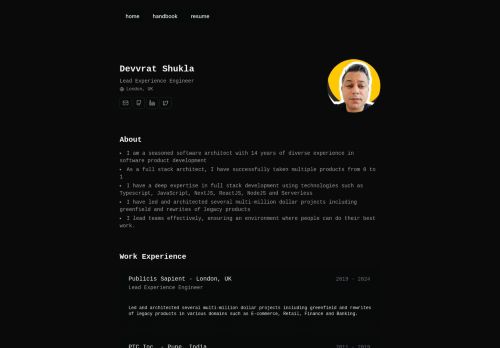 home handbook resume
Devvrat Shukla
Lead Experience Engineer
London, UK
About
• I am a seasoned software architect with 14 years of diverse experience in
software product development
• As a full stack architect, I have successfully taken multiple products from 0 to
1
• I have a deep expertise in full stack development using technologies such as
Typescript, JavaScript, NextJS, ReactJS, NodeJS and Serverless
• I have led and architected several multi-million dollar projects including
greenfield and rewrites of legacy products
• I lead teams effectively, ensuring an environment where people can do their best
work.
Work Experience
Publicis Sapient - London, UK 2019 - 2024
Lead Experience Engineer
Led and architected several multi-million dollar projects including greenfield and rewrites
of legacy products in various domains such as E-commerce, Retail, Finance and Banking.
PTC Inc. - Pune, India